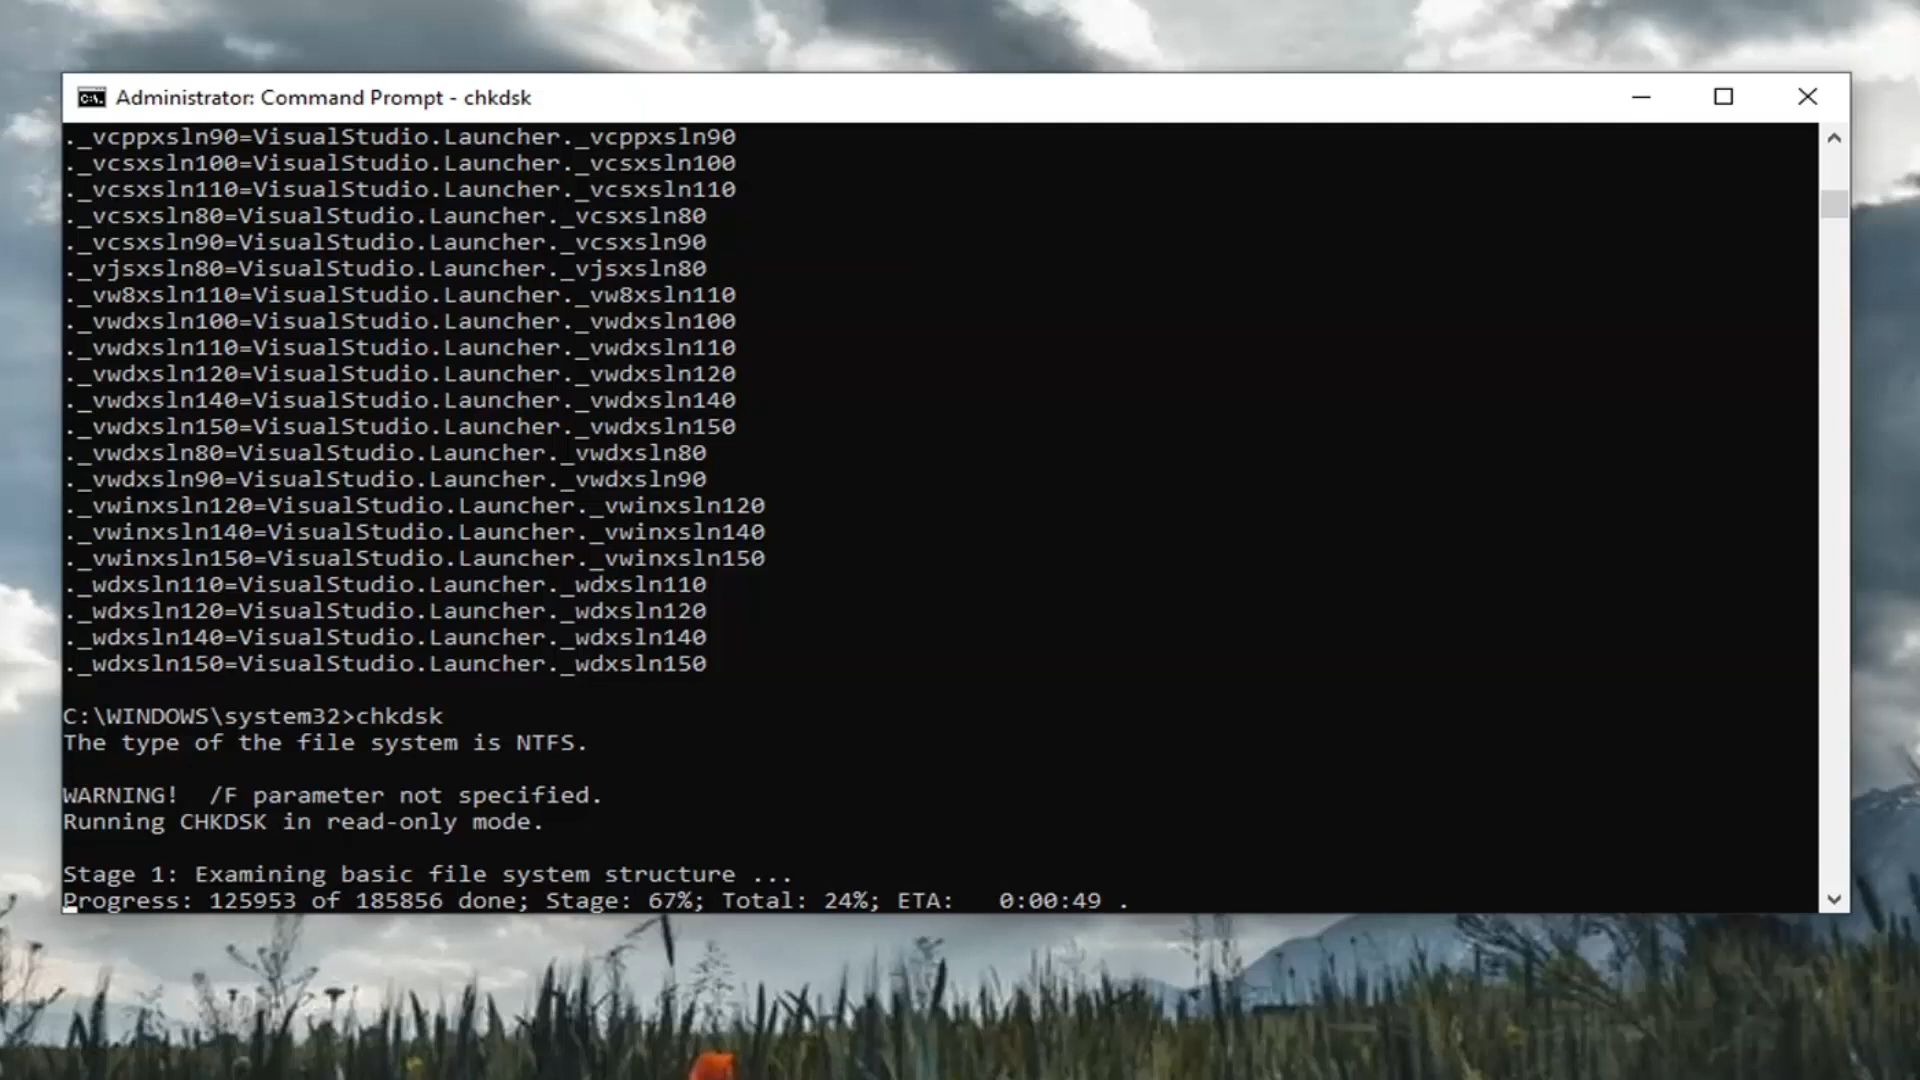 Administrator: Command Prompt - chkdsk
._vcppxsln90=VisualStudio.Launcher._vcppxsln90
._vcsxsln100=VisualStudio.Launcher._vcsxsln100
._vcsxsln110=VisualStudio.Launcher._vcsxsln110
._vcsxsln80=VisualStudio.Launcher._vcsxsln80
._vcsxsln90=VisualStudio.Launcher._vcsxsln90
._vjsxsln80=VisualStudio.Launcher._vjsxsln80
._vw8xsln110=VisualStudio.Launcher._vw8xsln110
._vwdxsln100=VisualStudio.Launcher._vwdxsln100
._vwdxsln110=VisualStudio.Launcher._vwdxsln110
._vwdxsln120=VisualStudio.Launcher._vwdxsln120
._vwdxsln140=VisualStudio.Launcher._vwdxsln140
._vwdxsln150=VisualStudio.Launcher._vwdxsln150
._vwdxsln80=VisualStudio.Launcher._vwdxsln80
._vwdxsln90=VisualStudio.Launcher._vwdxsln90
._vwinxsln120=VisualStudio.Launcher._vwinxsln120
._vwinxsln140=VisualStudio.Launcher._vwinxsln140
._vwinxsln150=VisualStudio.Launcher._vwinxsln150
._wdxsln110=VisualStudio.Launcher._wdxsln110
._wdxsln120=VisualStudio.Launcher._wdxsln120
._wdxsln140=VisualStudio.Launcher._wdxsln140
._wdxsln150=VisualStudio.Launcher._wdxsln150
C:\WINDOWS\system32>chkdsk
The type of the file system is NTFS.
WARNING!  /F parameter not specified.
Running CHKDSK in read-only mode.
Stage 1: Examining basic file system structure ...
Progress: 125953 of 185856 done; Stage: 67%; Total: 24%; ETA:   0:00:49 .